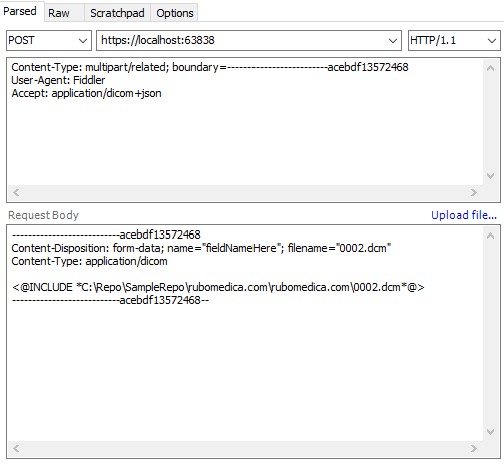 Parsed Raw Scratchpad Options
POST https://localhost:63838 HTTP/1.1
Content-Type: multipart/related; boundary=-------------------------acebdf13572468
User-Agent: Fiddler
Accept: application/dicom+json
Request Body Upload file...
---------------------------acebdf13572468
Content-Disposition: form-data; name="fieldNameHere"; filename="0002.dcm"
Content-Type: application/dicom
<@INCLUDE *C:\Repo\SampleRepo\rubomedica.com\rubomedica.com\0002.dcm*@>
---------------------------acebdf13572468--